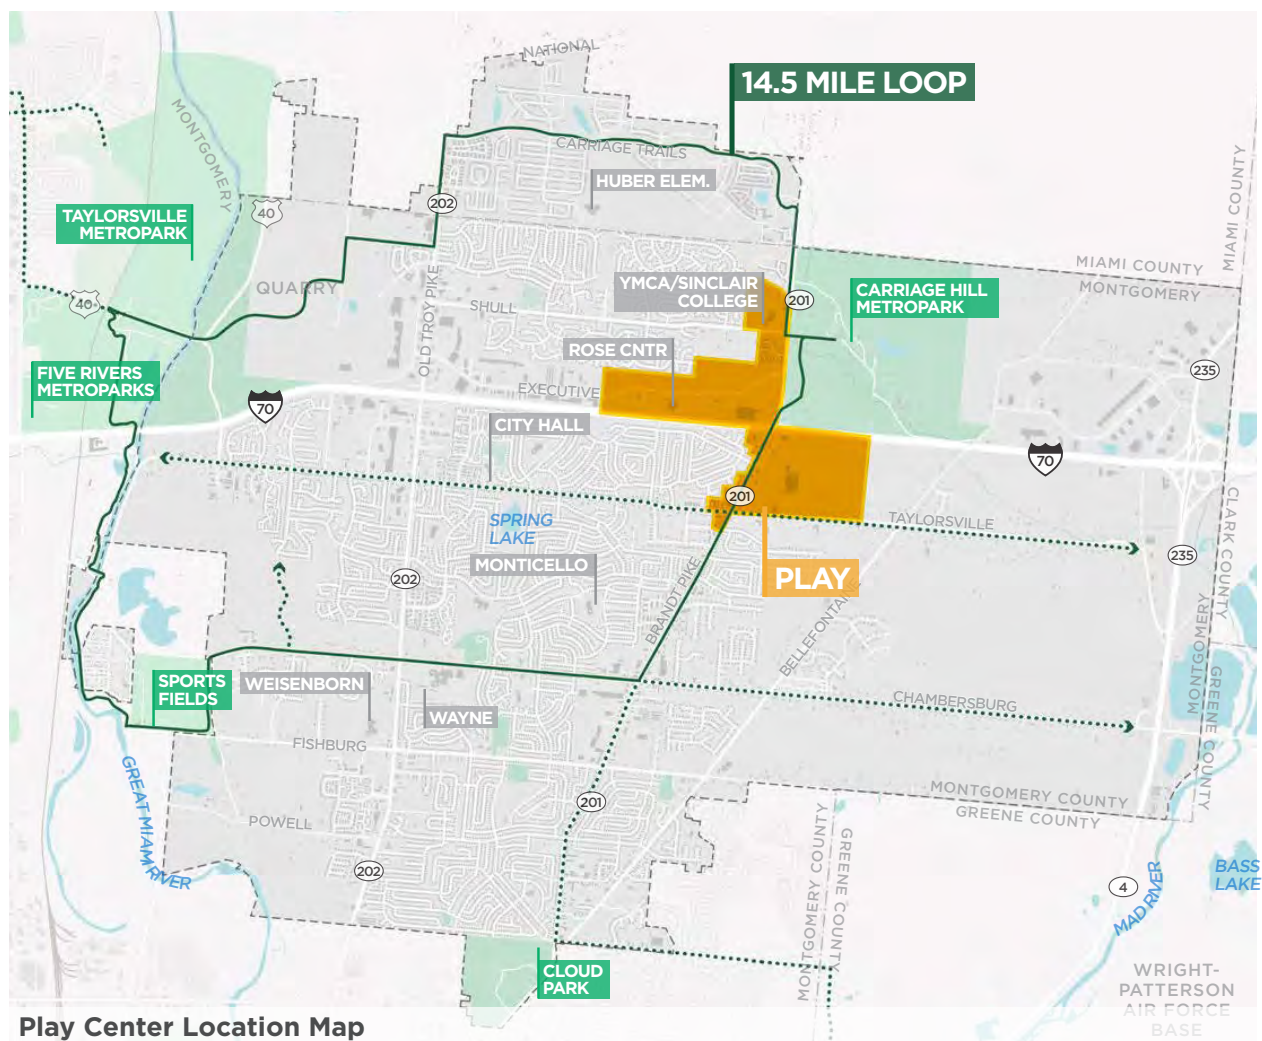 NATIONAL
14.5 MILE LOOP
MONTGOMERY
CARRIAGE TRAILS
HUBER ELEM.
MIAMI COUNTY
202
40
TAYLORSVILLE
METROPARK
MIAMI COUNTY
MONTGOMERY
QUARRY
YMCA/SINCLAIR
COLLEGE
201
CARRIAGE HILL
METROPARK
40
SHULL
OLD TROY PIKE
ROSE CNTR
235
FIVE RIVERS
METROPARKS
EXECUTIVE
70
CITY HALL
70
201
SPRING
LAKE
TAYLORSVILLE
CLARK COUNTY
235
MONTICELLO
202
PLAY
BRANDT PIKE
BELLEFONTAINE
MONTGOMERY
GREENE COUNTY
SPORTS
FIELDS
WEISENBORN
WAYNE
CHAMBERSBURG
FISHBURG
GREAT MIAMI RIVER
201
MONTGOMERY COUNTY
GREENE COUNTY
POWELL
MONTGOMERY COUNTY
GREENE COUNTY
202
4
MAD RIVER
BASS
LAKE
CLOUD
PARK
WRIGHT-
PATTERSON
AIR FORCE
BASE
Play Center Location Map